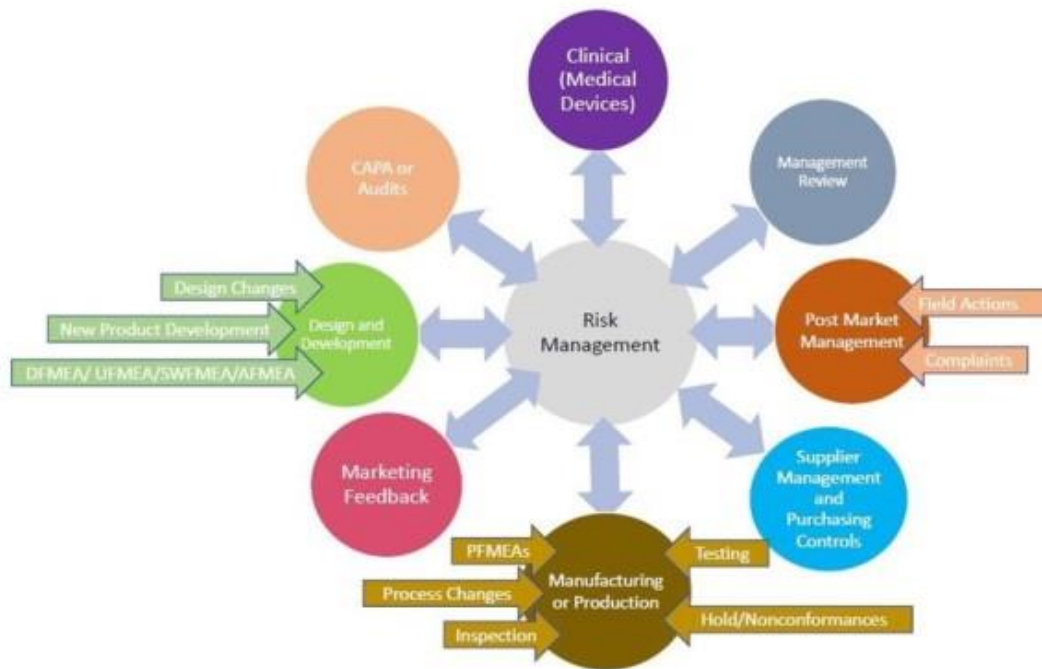 Clinical
(Medical
Devices)
CAPA or
Audits
Management
Review
Design Changes
New Product Development
DFMEA/ UFMEA/SWFMEA/AFMEA
Design and
Development
Risk
Management
Post Market
Management
Field Actions
Complaints
Marketing
Feedback
Supplier
Management
and
Purchasing
Controls
PFMEAs
Process Changes
Inspection
Manufacturing
or Production
Testing
Hold/Nonconformances